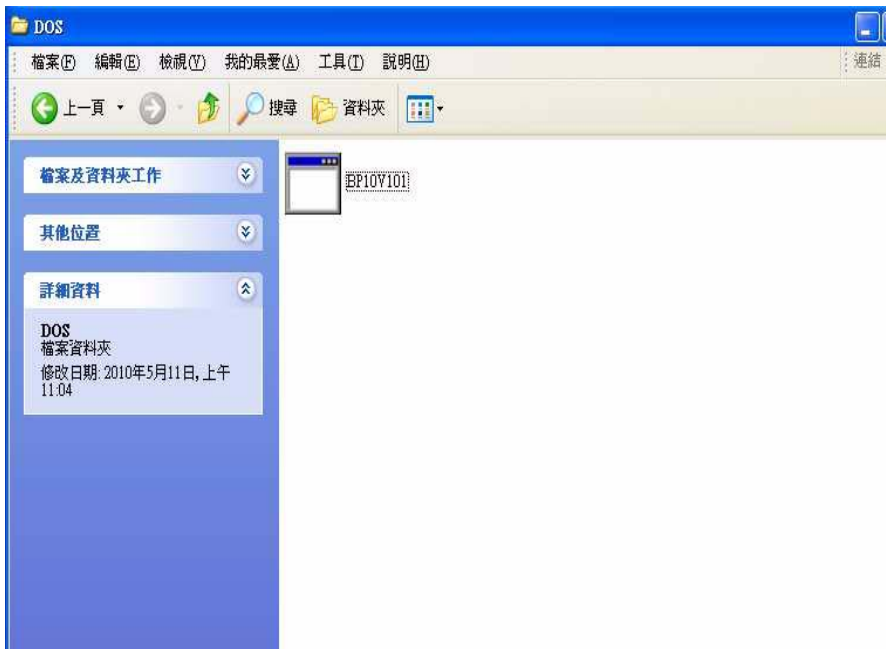 DOS
檔案(F) 編輯(E) 檢視(V) 我的最愛(A) 工具(T) 說明(H) 連結
上一頁 搜尋 資料夾
檔案及資料夾工作
BP10V101
其他位置
詳細資料
DOS
檔案資料夾
修改日期: 2010年5月11日, 上午
11:04